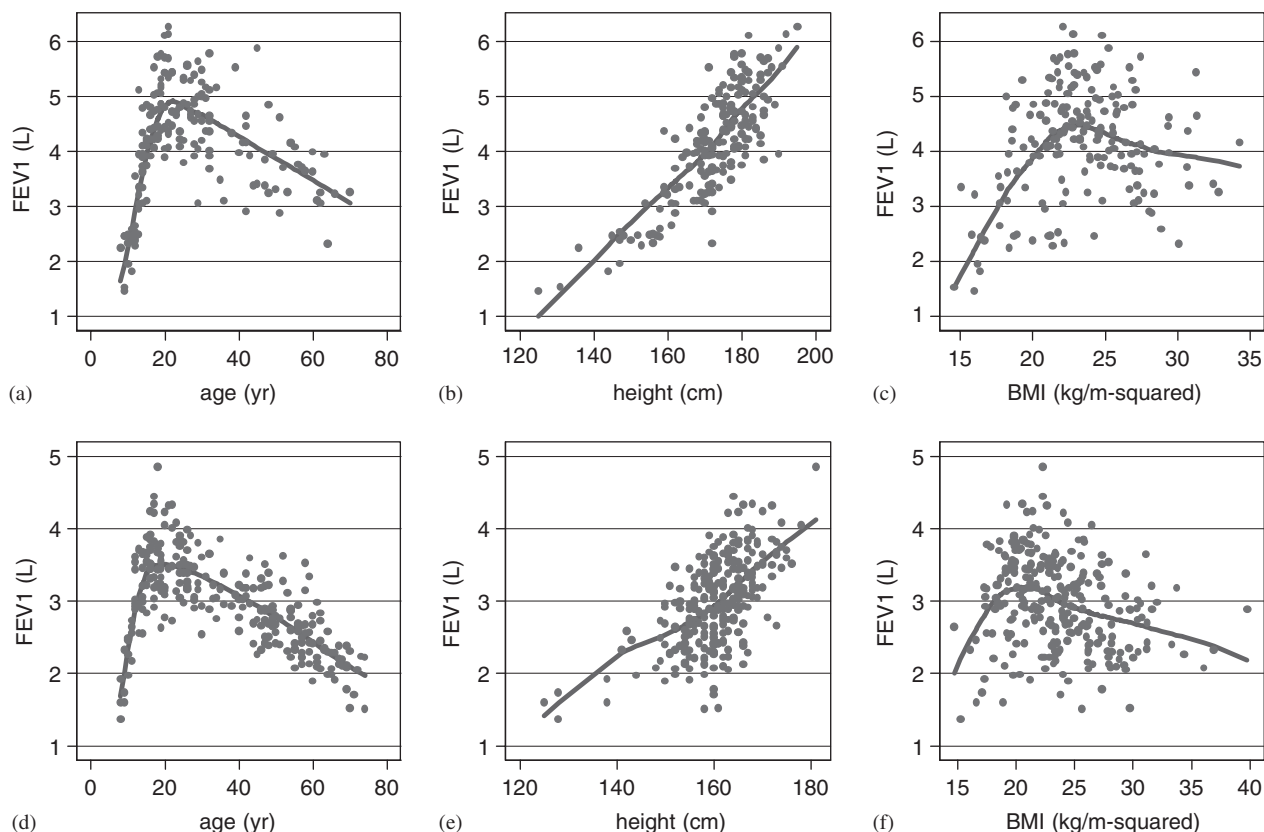 6
5
4
3
2
1
FEV1 (L)
0 20 40 60 80
age (yr)
(a)
6
5
4
3
2
1
FEV1 (L)
120 140 160 180 200
height (cm)
(b)
6
5
4
3
2
1
FEV1 (L)
15 20 25 30 35
BMI (kg/m-squared)
(c)
5
4
3
2
1
FEV1 (L)
0 20 40 60 80
age (yr)
(d)
5
4
3
2
1
FEV1 (L)
120 140 160 180
height (cm)
(e)
5
4
3
2
1
FEV1 (L)
15 20 25 30 35 40
BMI (kg/m-squared)
(f)